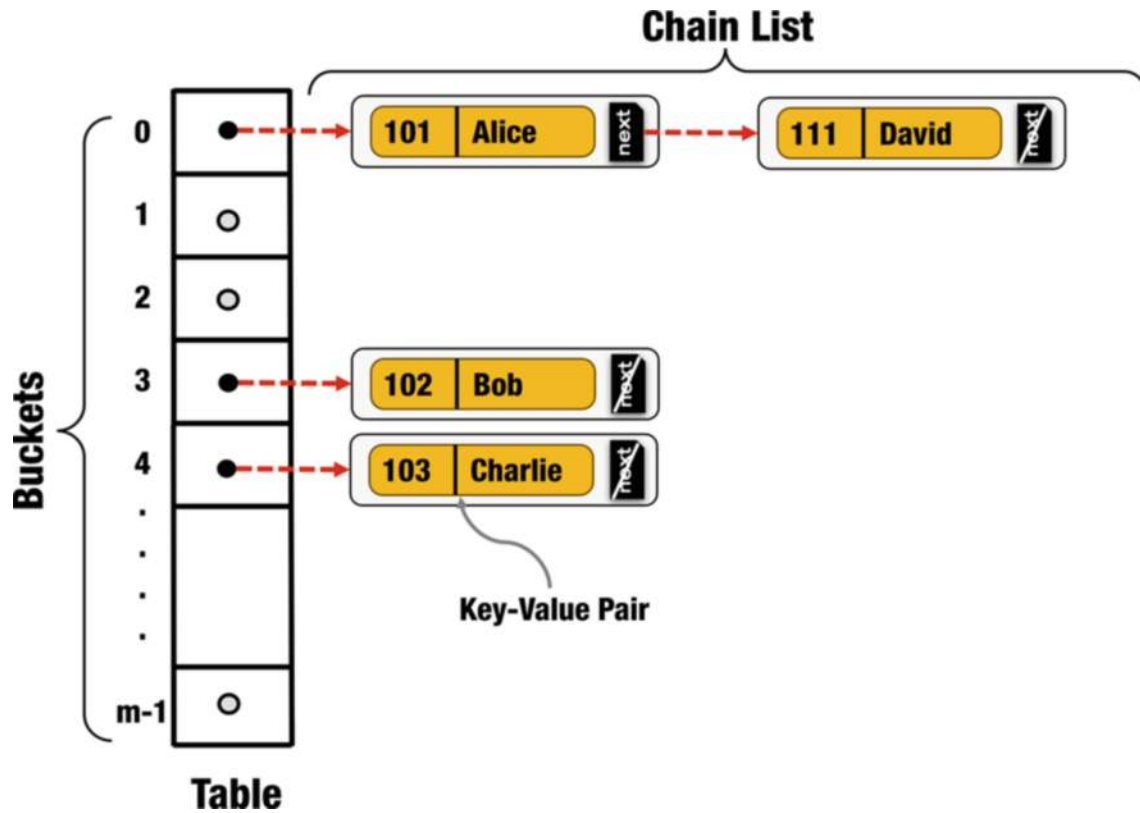 Chain List
0
101 Alice next
111 David next
1
2
3
102 Bob next
4
103 Charlie next
.
.
.
.
Key-Value Pair
m-1
Buckets
Table